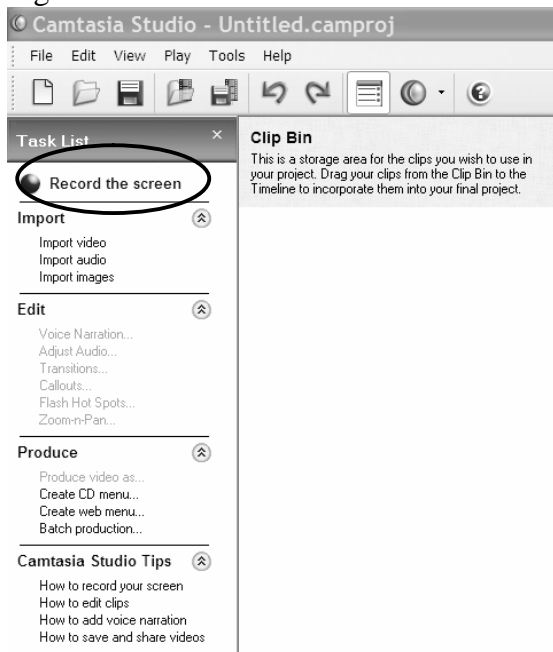 Camtasia Studio - Untitled.camproj
File Edit View Play Tools Help
Task List ×
Record the screen
Import
Import video
Import audio
Import images
Edit
Voice Narration...
Adjust Audio...
Transitions...
Callouts...
Flash Hot Spots...
Zoom-n-Pan...
Produce
Produce video as...
Create CD menu...
Create web menu...
Batch production...
Camtasia Studio Tips
How to record your screen
How to edit clips
How to add voice narration
How to save and share videos
Clip Bin
This is a storage area for the clips you wish to use in
your project. Drag your clips from the Clip Bin to the
Timeline to incorporate them into your final project.